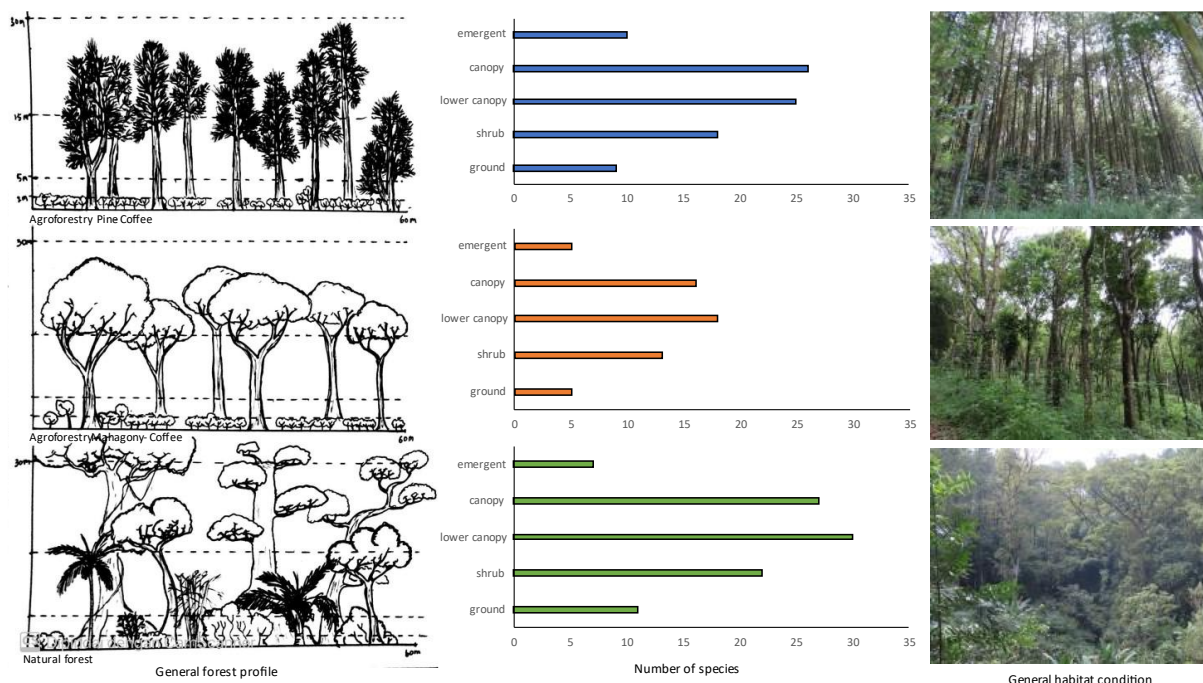 30m
15m
5m
60m
Agroforestry Pine Coffee
emergent
canopy
lower canopy
shrub
ground
0 5 10 15 20 25 30 35
30m
60m
Agroforestry Mahagony- Coffee
emergent
canopy
lower canopy
shrub
ground
0 5 10 15 20 25 30 35
30m
60m
Natural forest
emergent
canopy
lower canopy
shrub
ground
0 5 10 15 20 25 30 35
General forest profile
Number of species
General habitat condition